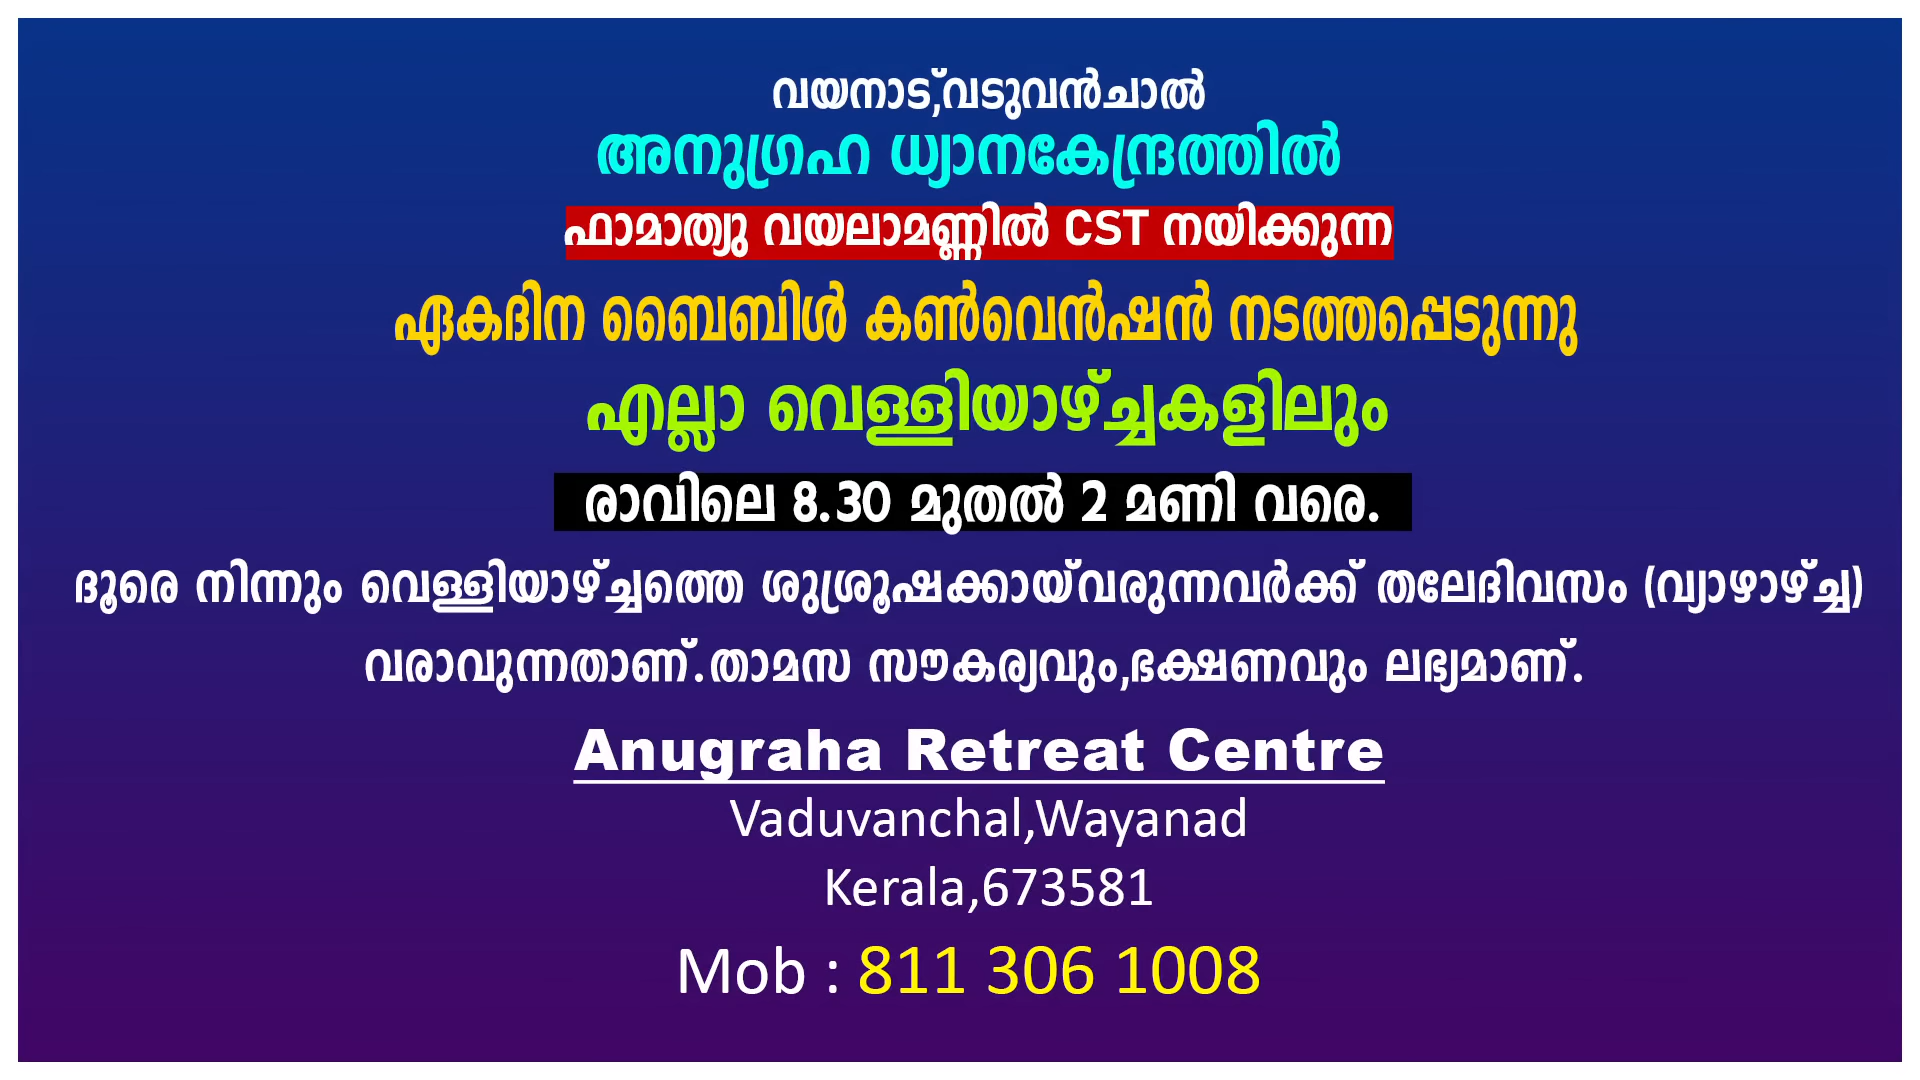 വയനാട്,വടുവൻചാൽ
അനുഗ്രഹ ധ്യാനകേന്ദ്രത്തിൽ
ഫാമാത്യു വയലാമണ്ണിൽ CST നയിക്കുന്ന
ഏകദിന ബൈബിൾ കൺവെൻഷൻ നടത്തപ്പെടുന്നു
എല്ലാ വെള്ളിയാഴ്ച്ചകളിലും
രാവിലെ 8.30 മുതൽ 2 മണി വരെ.
ദൂരെ നിന്നും വെള്ളിയാഴ്ച്ചത്തെ ശുശ്രൂഷക്കായ്വരുന്നവർക്ക് തലേദിവസം (വ്യാഴാഴ്ച്ച)
വരാവുന്നതാണ്.താമസ സൗകര്യവും,ഭക്ഷണവും ലഭ്യമാണ്.
Anugraha Retreat Centre
Vaduvanchal,Wayanad
Kerala,673581
Mob : 811 306 1008